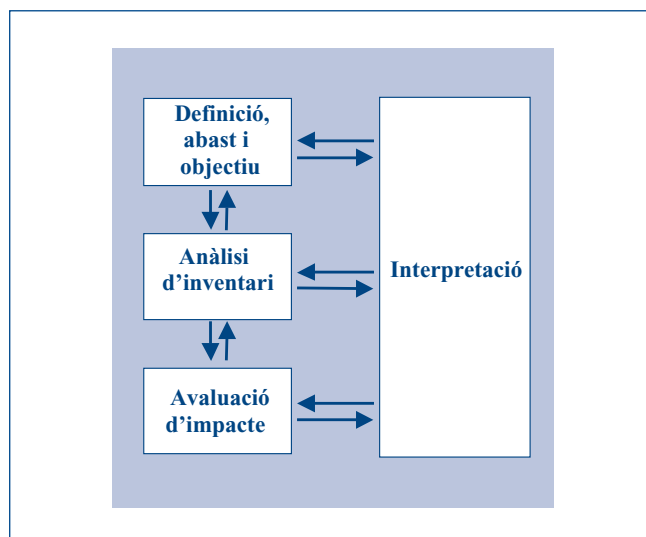 Definició,
abast i
objectiu
Anàlisi
d’inventari
Interpretació
Avaluació
d’impacte